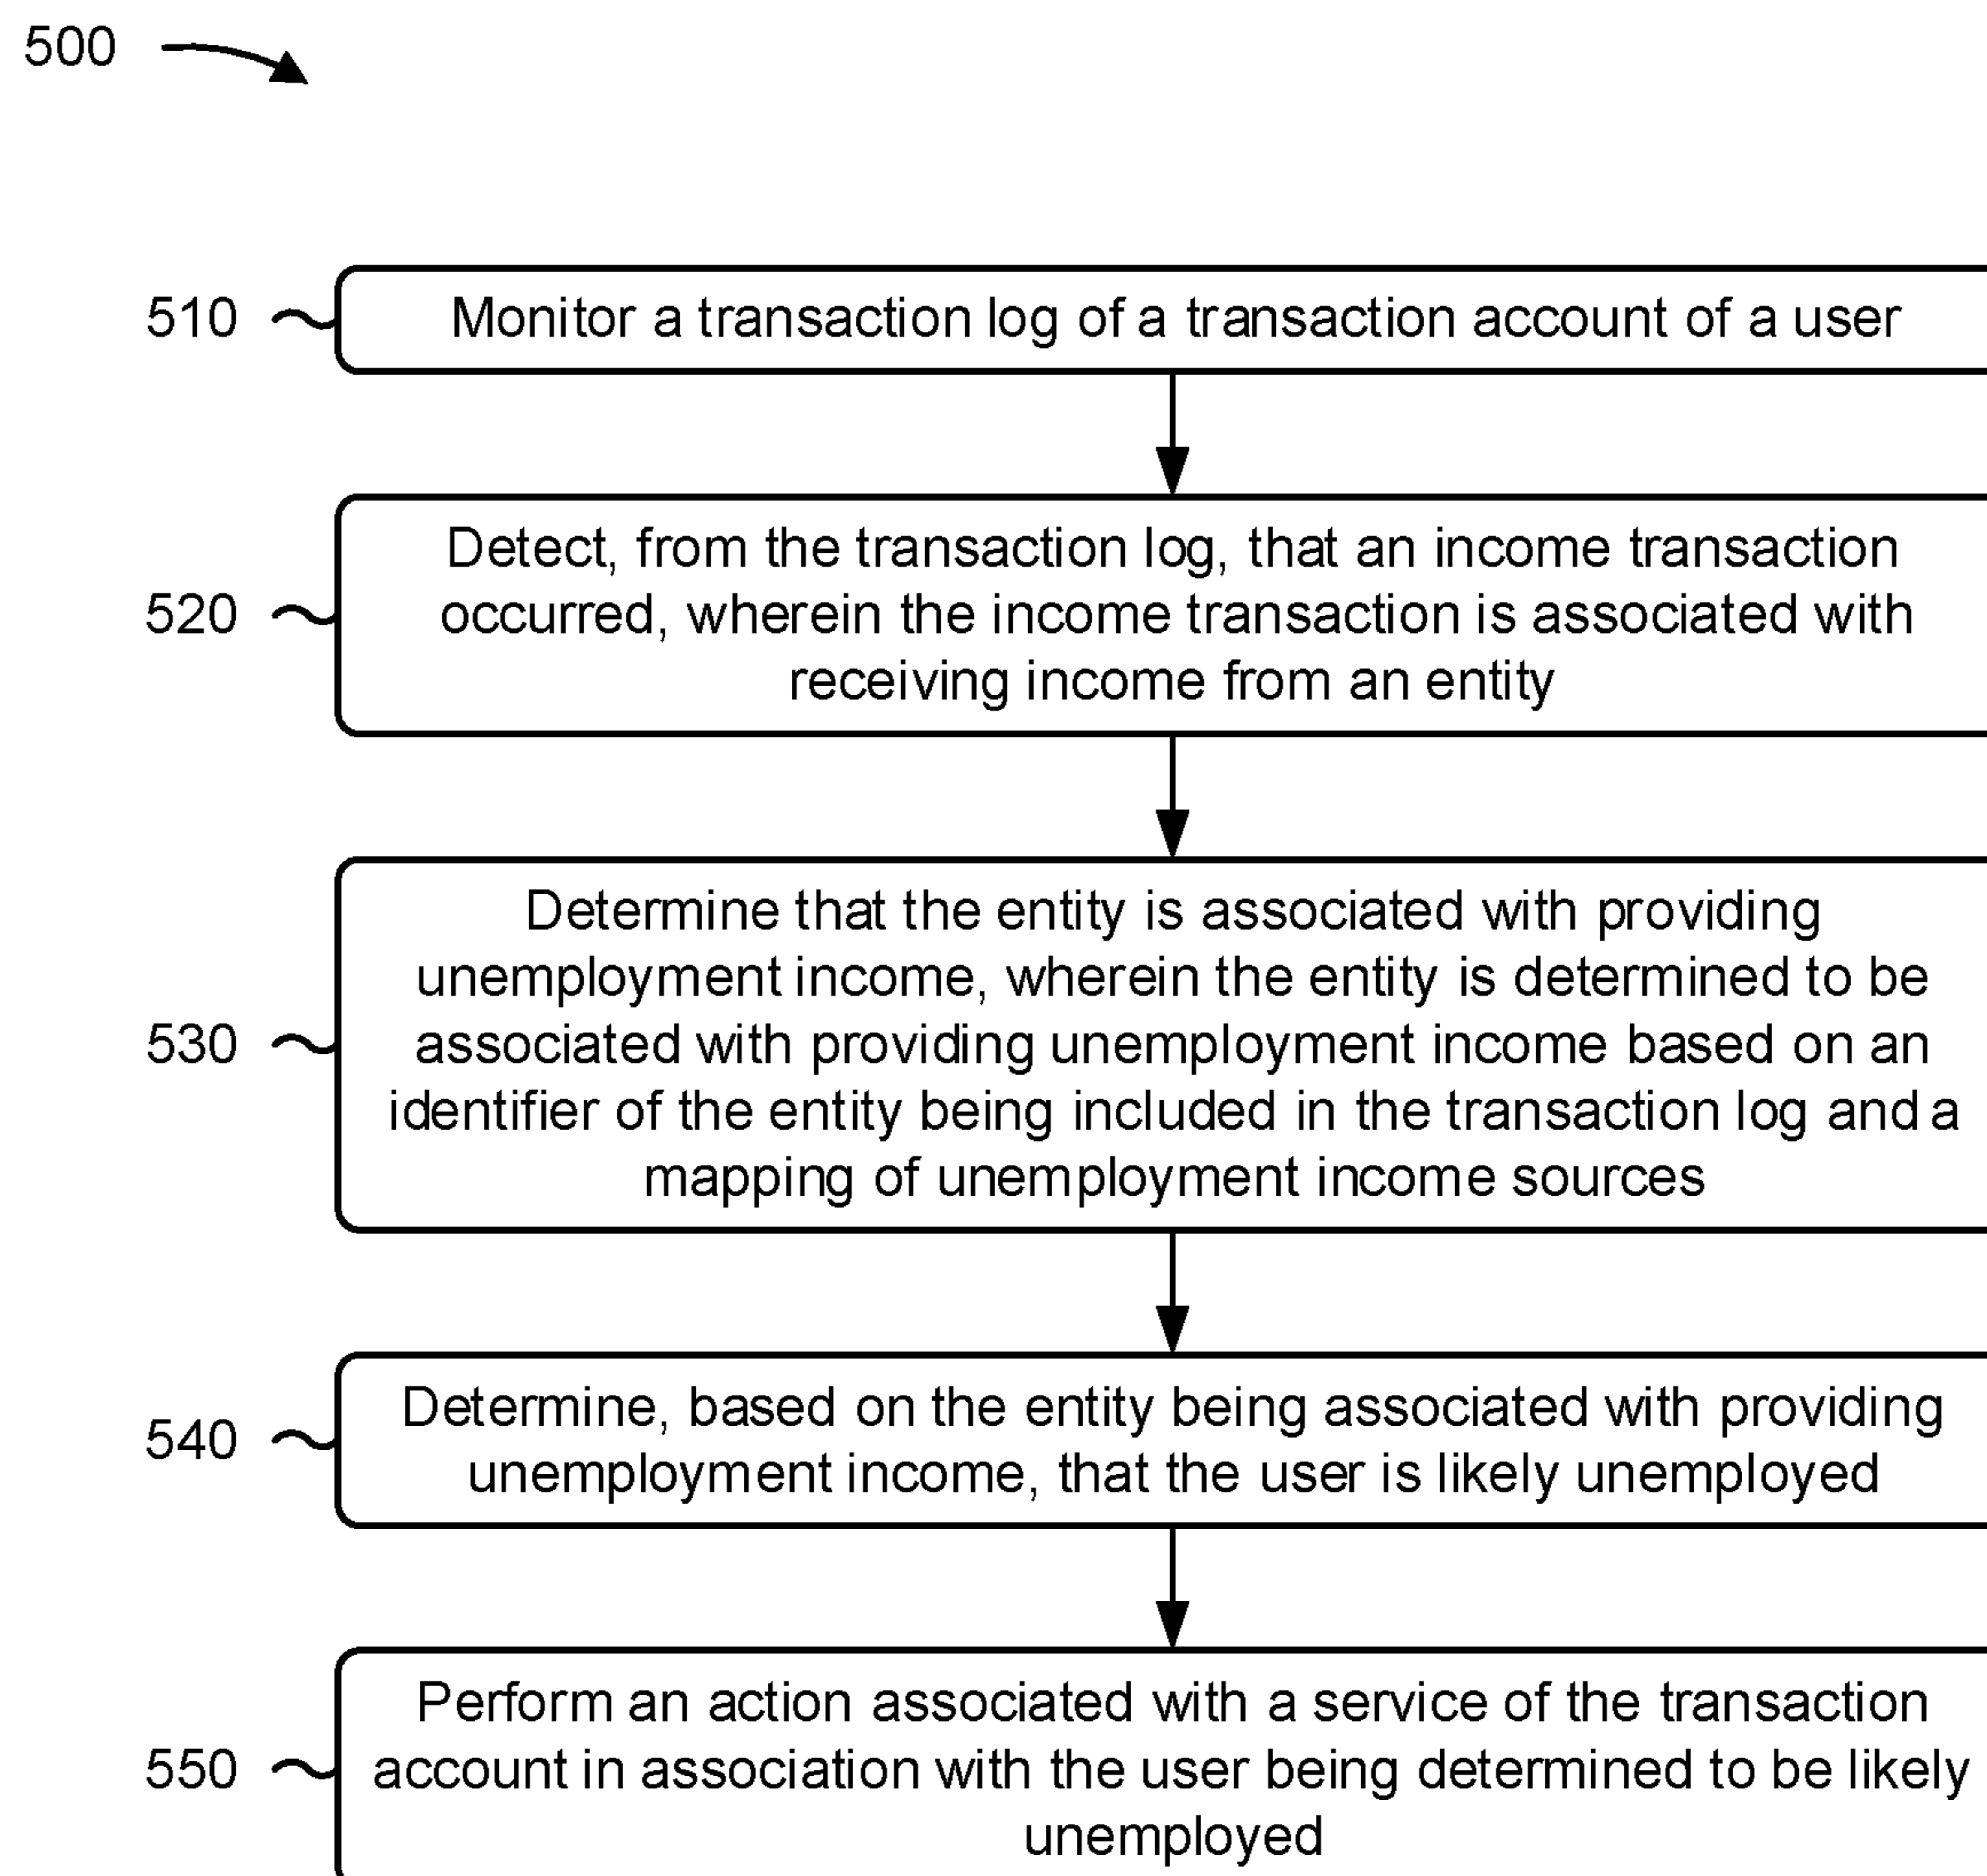 500
510
Monitor a transaction log of a transaction account of a user
520
Detect, from the transaction log, that an income transaction
occurred, wherein the income transaction is associated with
receiving income from an entity
530
Determine that the entity is associated with providing
unemployment income, wherein the entity is determined to be
associated with providing unemployment income based on an
identifier of the entity being included in the transaction log and a
mapping of unemployment income sources
540
Determine, based on the entity being associated with providing
unemployment income, that the user is likely unemployed
550
Perform an action associated with a service of the transaction
account in association with the user being determined to be likely
unemployed